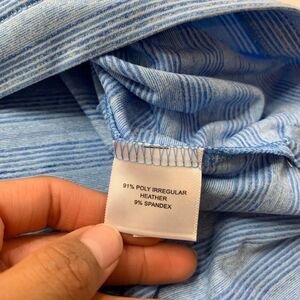 91% POLY IRREGULAR
HEATHER
9% SPANDEX